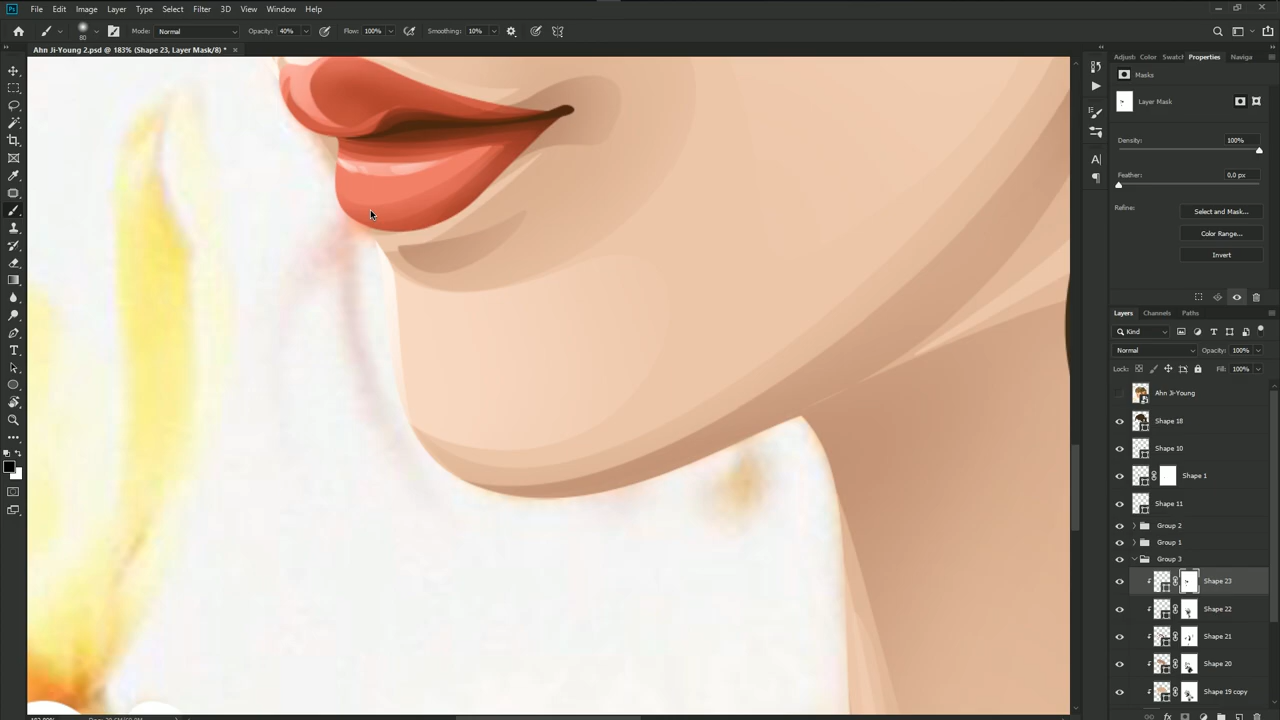 Ps File Edit Image Layer Type Select Filter 3D View Window Help
80 Mode: Normal Opacity: 40% Flow: 100% Smoothing: 10%
Ahn Ji-Young 2.psd @ 183% (Shape 23, Layer Mask/8) * ×
Adjustr Color Swatch Properties Naviga
Masks
Layer Mask
Density: 100%
Feather: 0,0 px
Refine: Select and Mask...
Color Range...
Invert
Layers Channels Paths
Kind
Normal Opacity: 100%
Lock: Fill: 100%
Ahn Ji-Young
Shape 18
Shape 10
Shape 1
Shape 11
Group 2
Group 1
Group 3
Shape 23
Shape 22
Shape 21
Shape 20
Shape 19 copy
fx